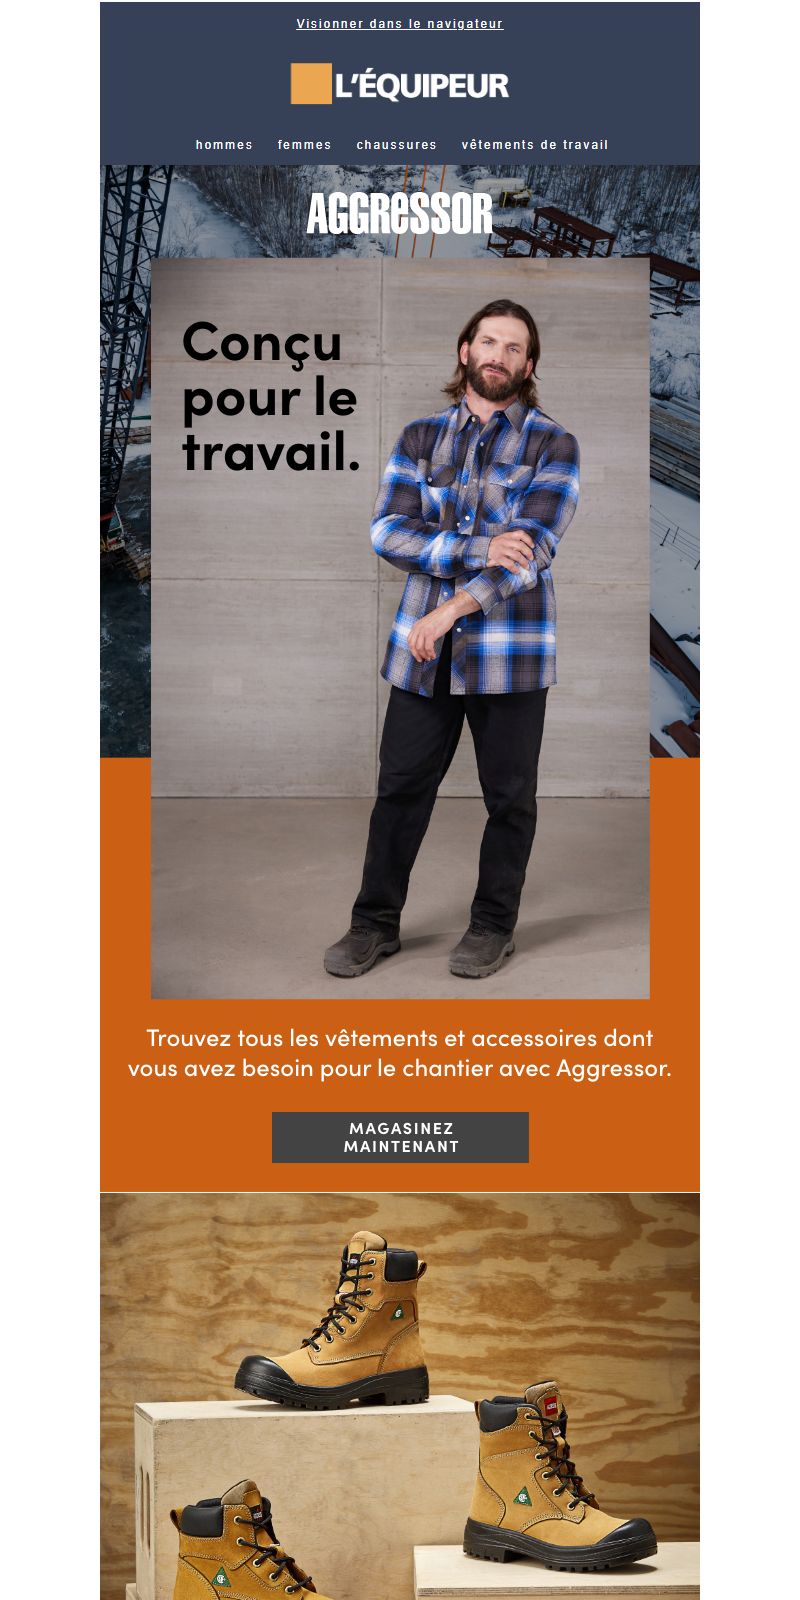 Visionner dans le navigateur
L'ÉQUIPEUR
hommes femmes chaussures vêtements de travail
AGGReSSOR
Conçu
pour le
travail.
Trouvez tous les vêtements et accessoires dont
vous avez besoin pour le chantier avec Aggressor.
MAGASINEZ
MAINTENANT